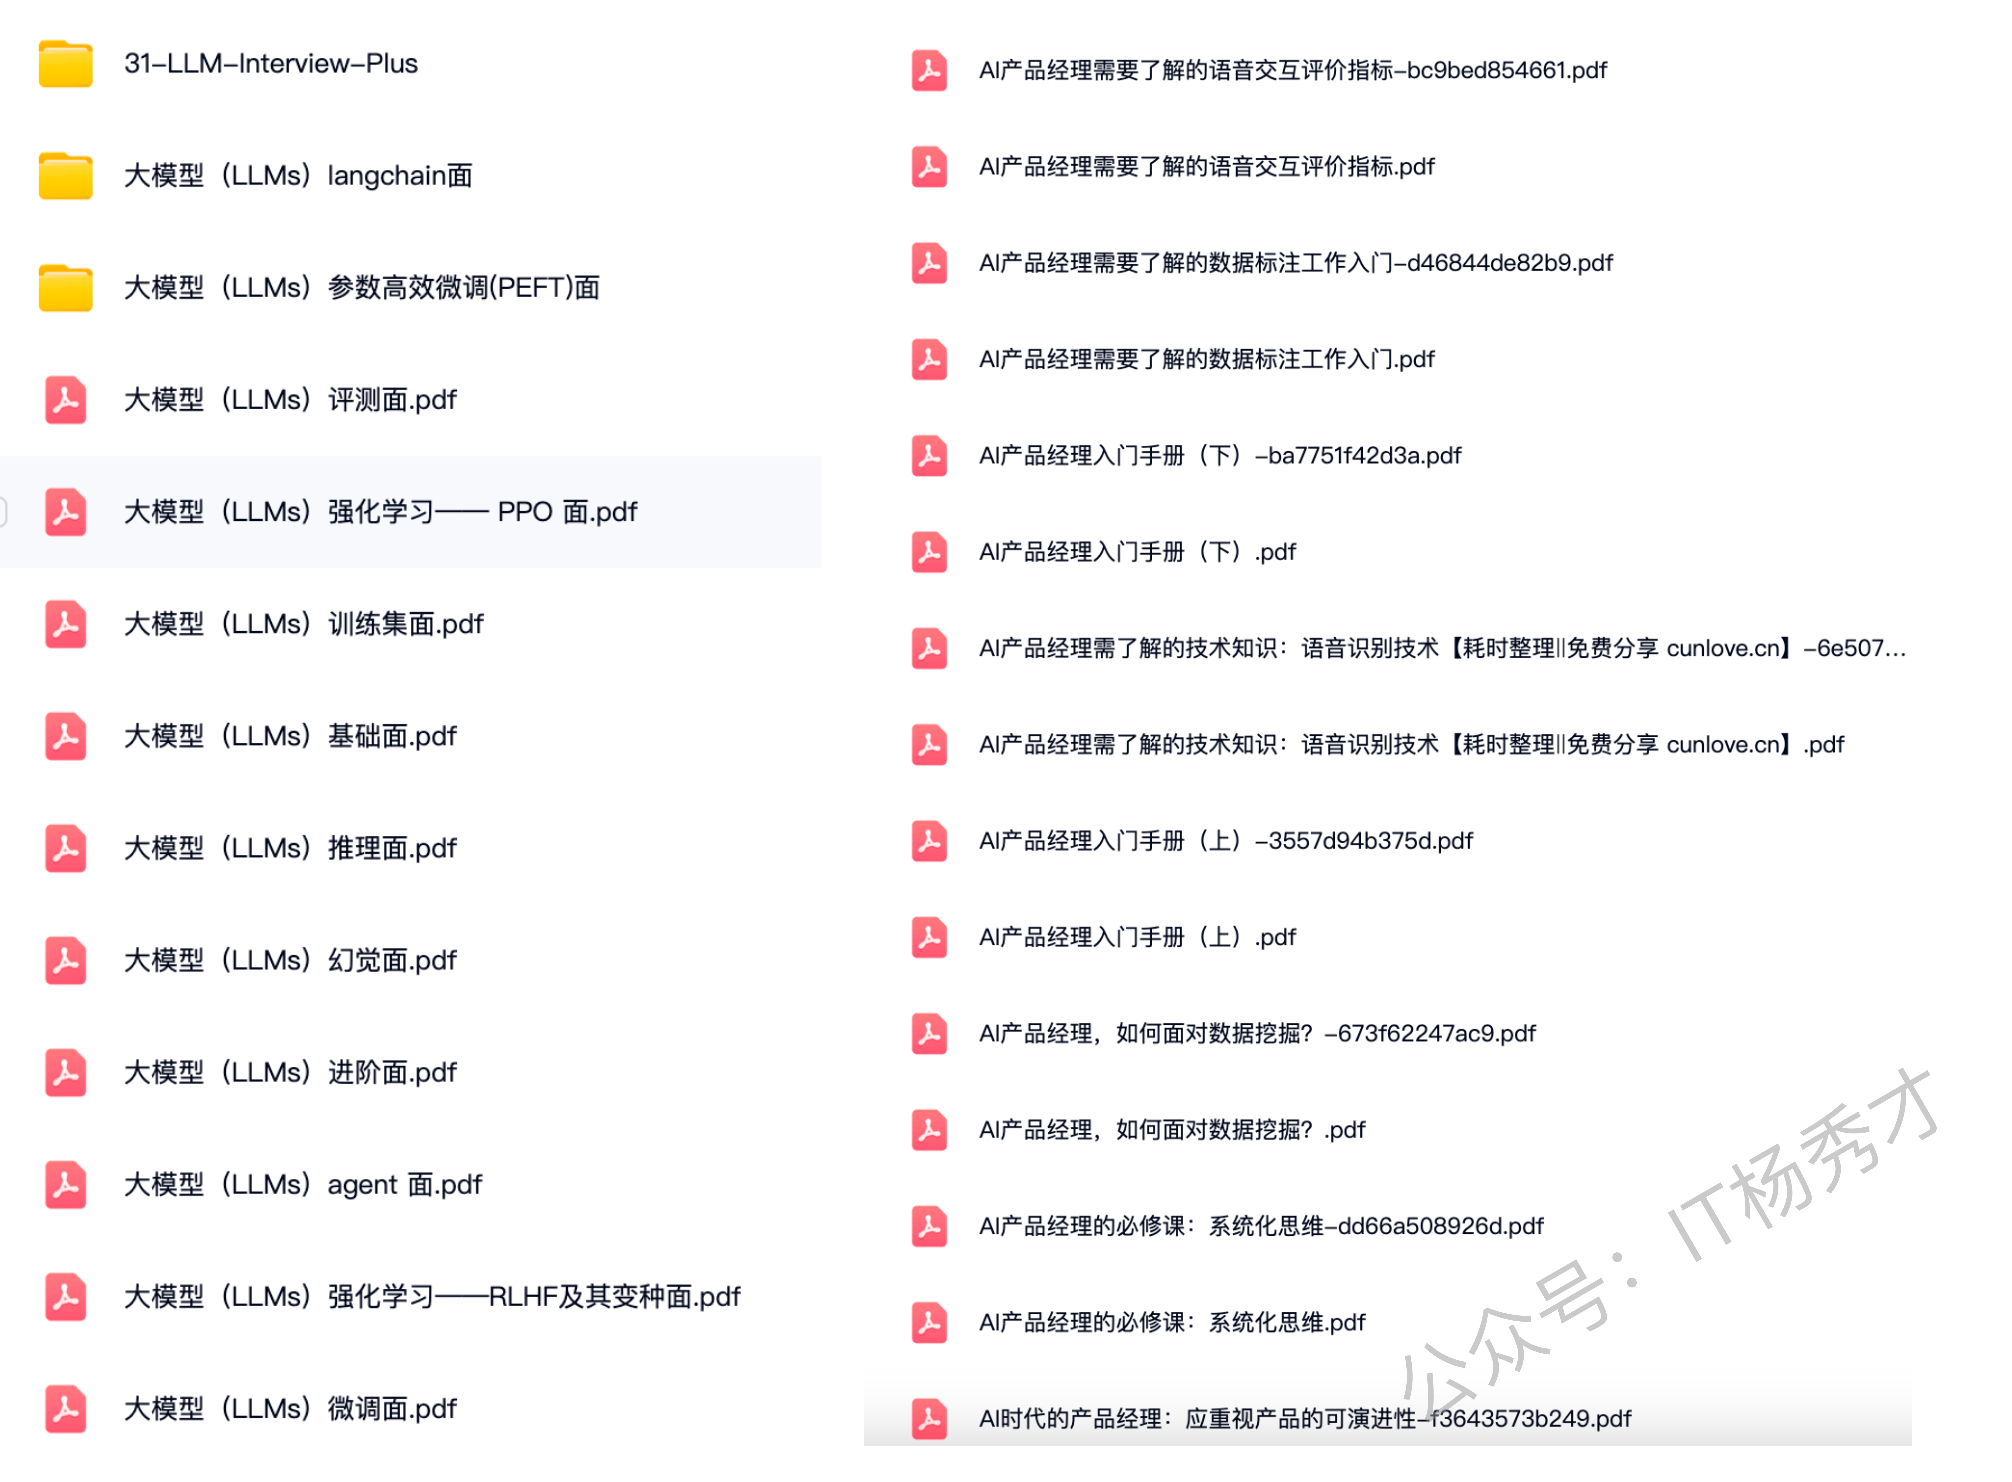 31-LLM-Interview-Plus
大模型（LLMs）langchain面
大模型（LLMs）参数高效微调(PEFT)面
大模型（LLMs）评测面.pdf
大模型（LLMs）强化学习—— PPO 面.pdf
大模型（LLMs）训练集面.pdf
大模型（LLMs）基础面.pdf
大模型（LLMs）推理面.pdf
大模型（LLMs）幻觉面.pdf
大模型（LLMs）进阶面.pdf
大模型（LLMs）agent 面.pdf
大模型（LLMs）强化学习——RLHF及其变种面.pdf
大模型（LLMs）微调面.pdf
AI产品经理需要了解的语音交互评价指标-bc9bed854661.pdf
AI产品经理需要了解的语音交互评价指标.pdf
AI产品经理需要了解的数据标注工作入门-d46844de82b9.pdf
AI产品经理需要了解的数据标注工作入门.pdf
AI产品经理入门手册（下）-ba7751f42d3a.pdf
AI产品经理入门手册（下）.pdf
AI产品经理需了解的技术知识：语音识别技术【耗时整理||免费分享 cunlove.cn】-6e507...
AI产品经理需了解的技术知识：语音识别技术【耗时整理||免费分享 cunlove.cn】.pdf
AI产品经理入门手册（上）-3557d94b375d.pdf
AI产品经理入门手册（上）.pdf
AI产品经理，如何面对数据挖掘？-673f62247ac9.pdf
AI产品经理，如何面对数据挖掘？.pdf
AI产品经理的必修课：系统化思维-dd66a508926d.pdf
AI产品经理的必修课：系统化思维.pdf
AI时代的产品经理：应重视产品的可演进性-f3643573b249.pdf
公众号：IT杨秀才